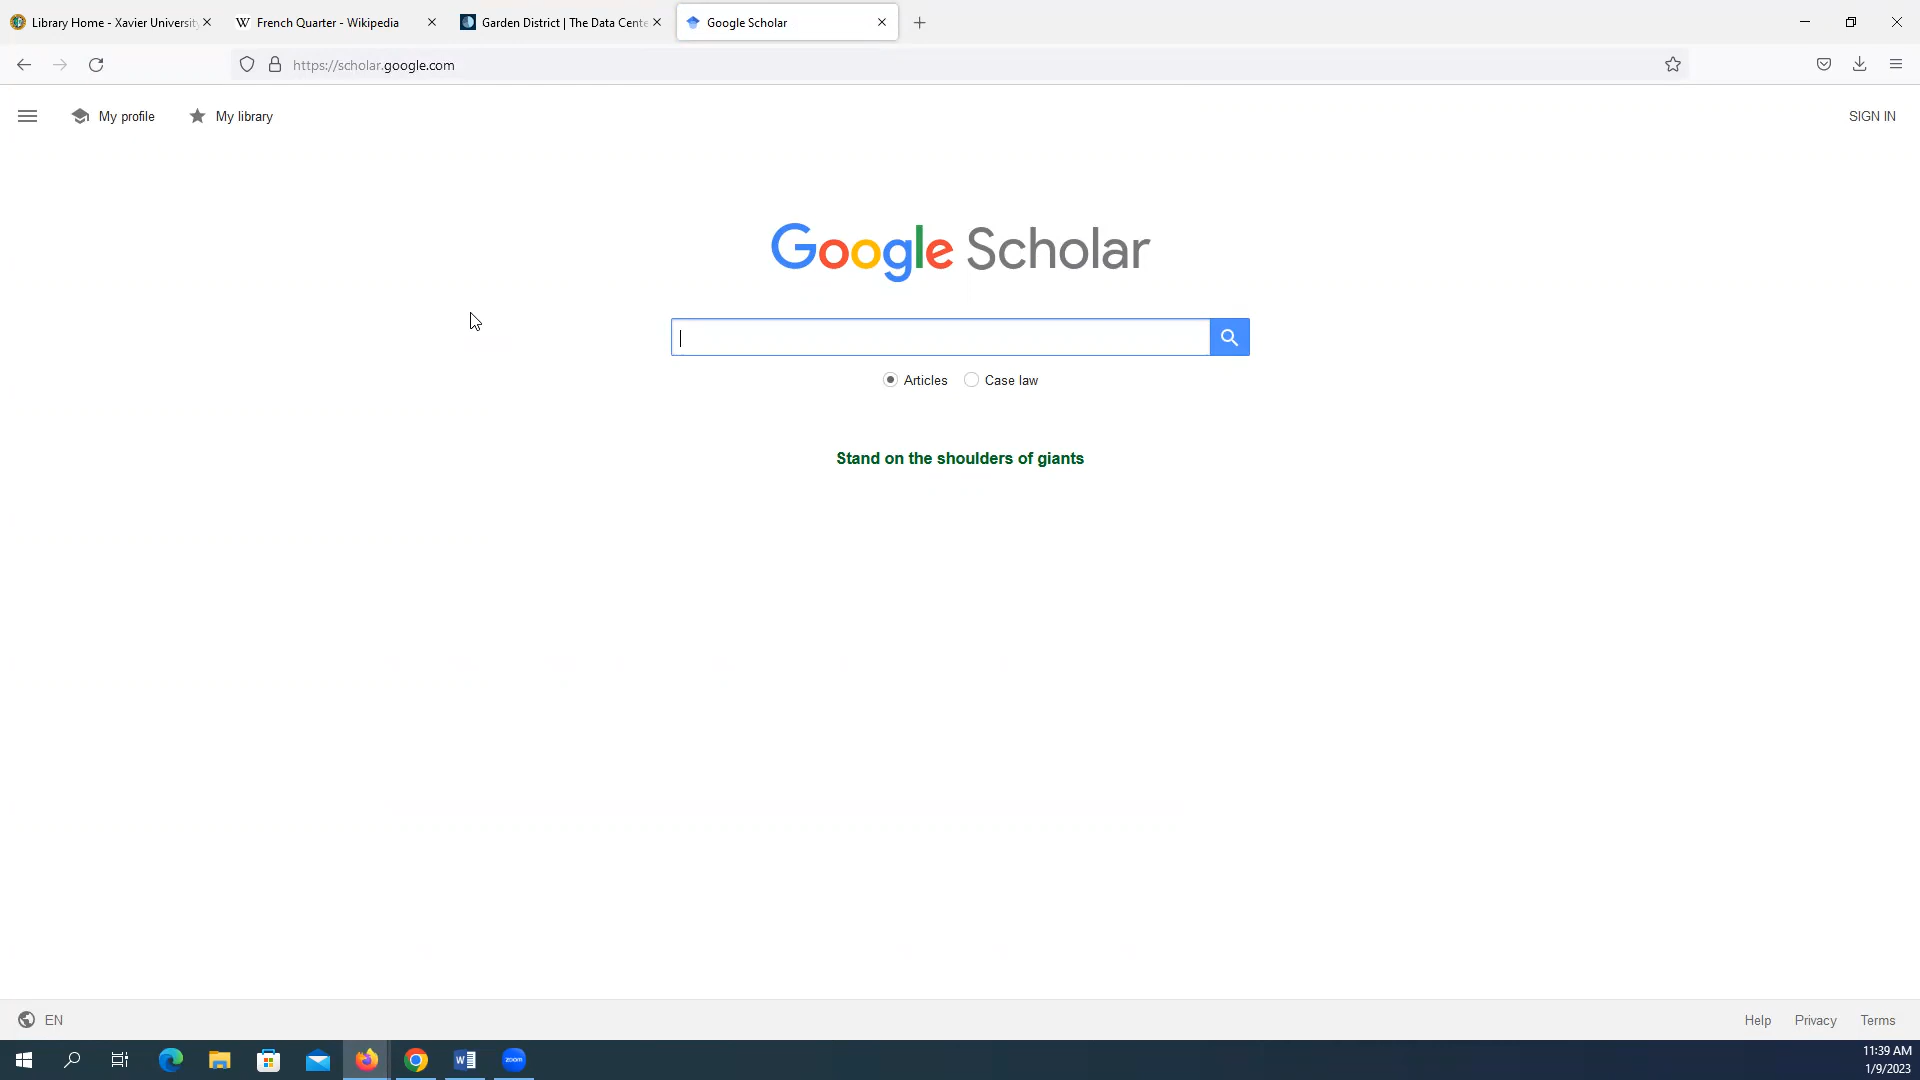 Library Home - Xavier University
French Quarter - Wikipedia
Garden District | The Data Cente
Google Scholar
https://scholar.google.com
My profile
My library
SIGN IN
Google Scholar
Articles
Case law
Stand on the shoulders of giants
EN
Help
Privacy
Terms
zoom
11:39 AM
1/9/2023